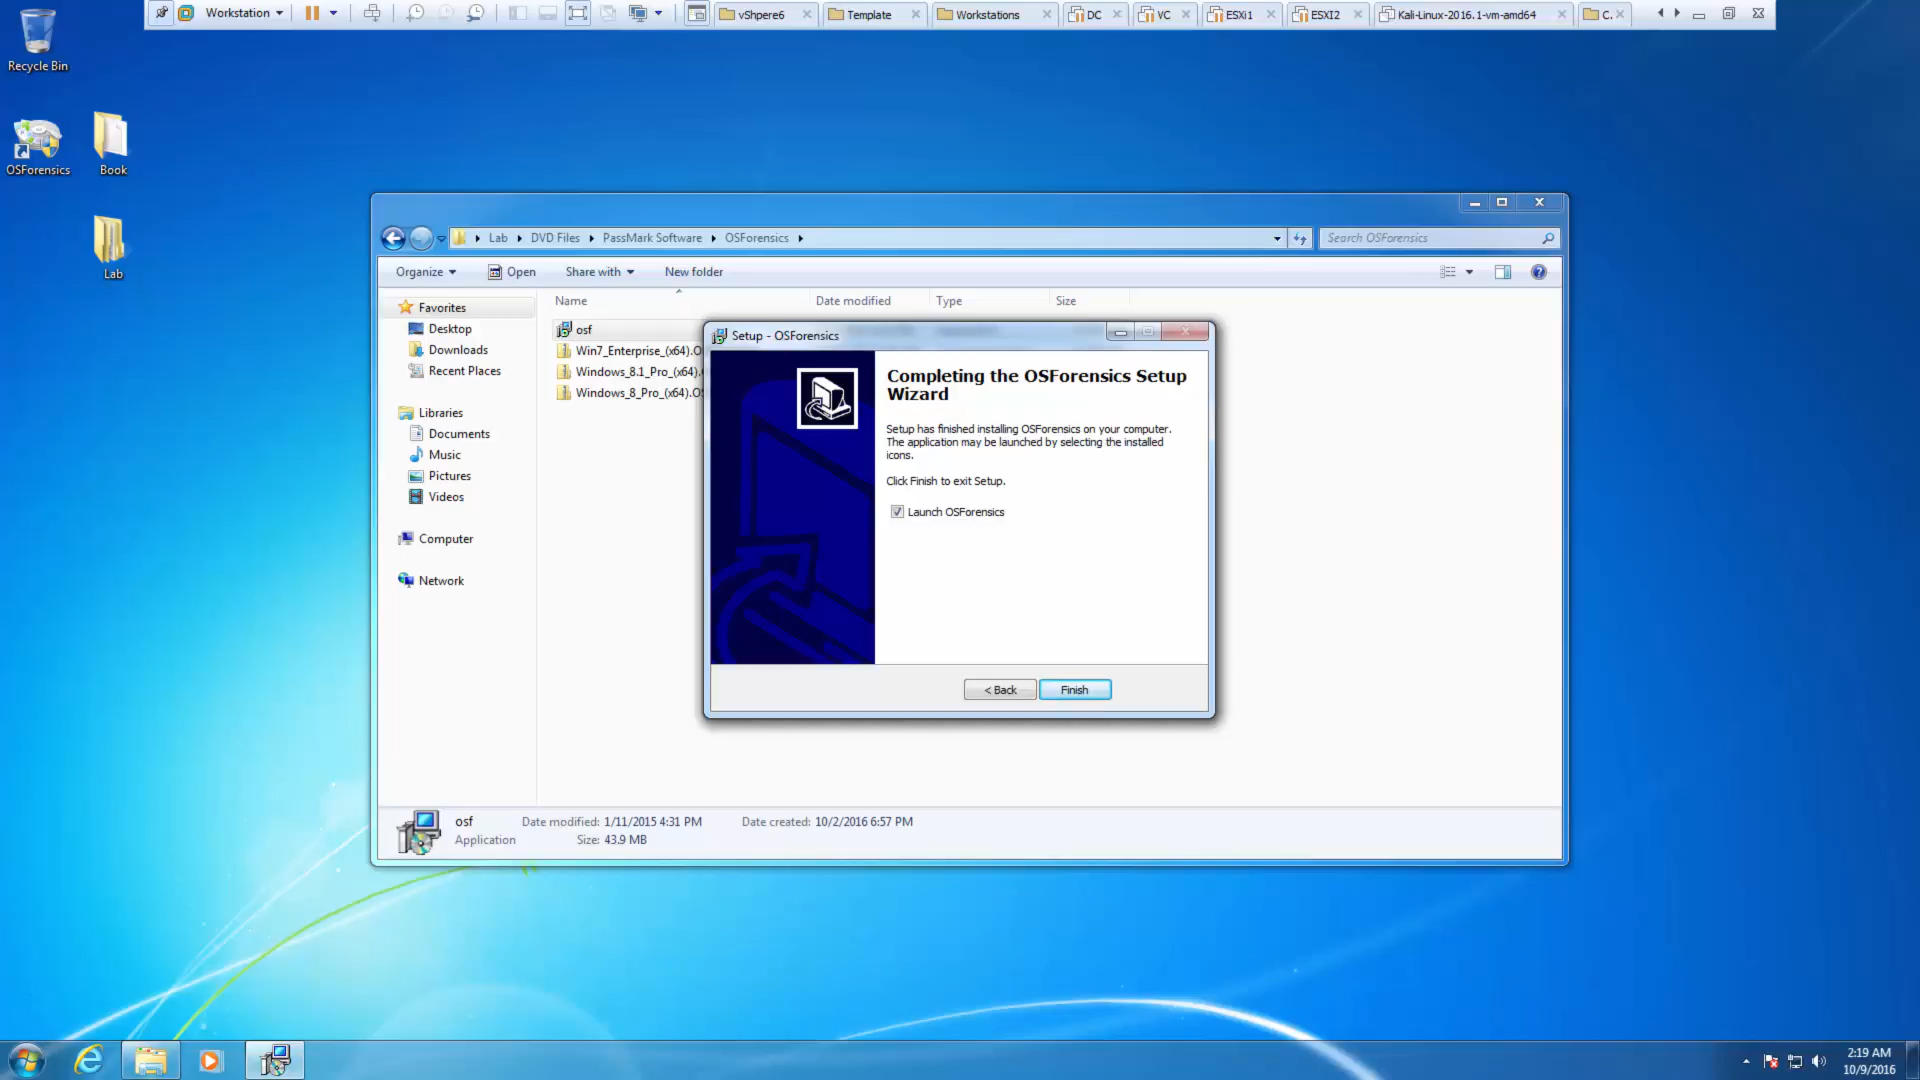 Workstation
vShpere6
Template
Workstations
DC
VC
ESXi1
ESXI2
Kali-Linux-2016.1-vm-amd64
C.
Recycle Bin
OSForensics
Book
Lab
Lab
DVD Files
PassMark Software
OSForensics
Search OSForensics
Organize
Open
Share with
New folder
Name
Date modified
Type
Size
Favorites
Desktop
Downloads
Recent Places
Libraries
Documents
Music
Pictures
Videos
Computer
Network
osf
Win7_Enterprise_(x64).O
Windows_8.1_Pro_(x64).
Windows_8_Pro_(x64).OS
Setup - OSForensics
Completing the OSForensics Setup
Wizard
Setup has finished installing OSForensics on your computer.
The application may be launched by selecting the installed
icons.
Click Finish to exit Setup.
Launch OSForensics
< Back
Finish
osf
Date modified: 1/11/2015 4:31 PM
Date created: 10/2/2016 6:57 PM
Application
Size: 43.9 MB
2:19 AM
10/9/2016